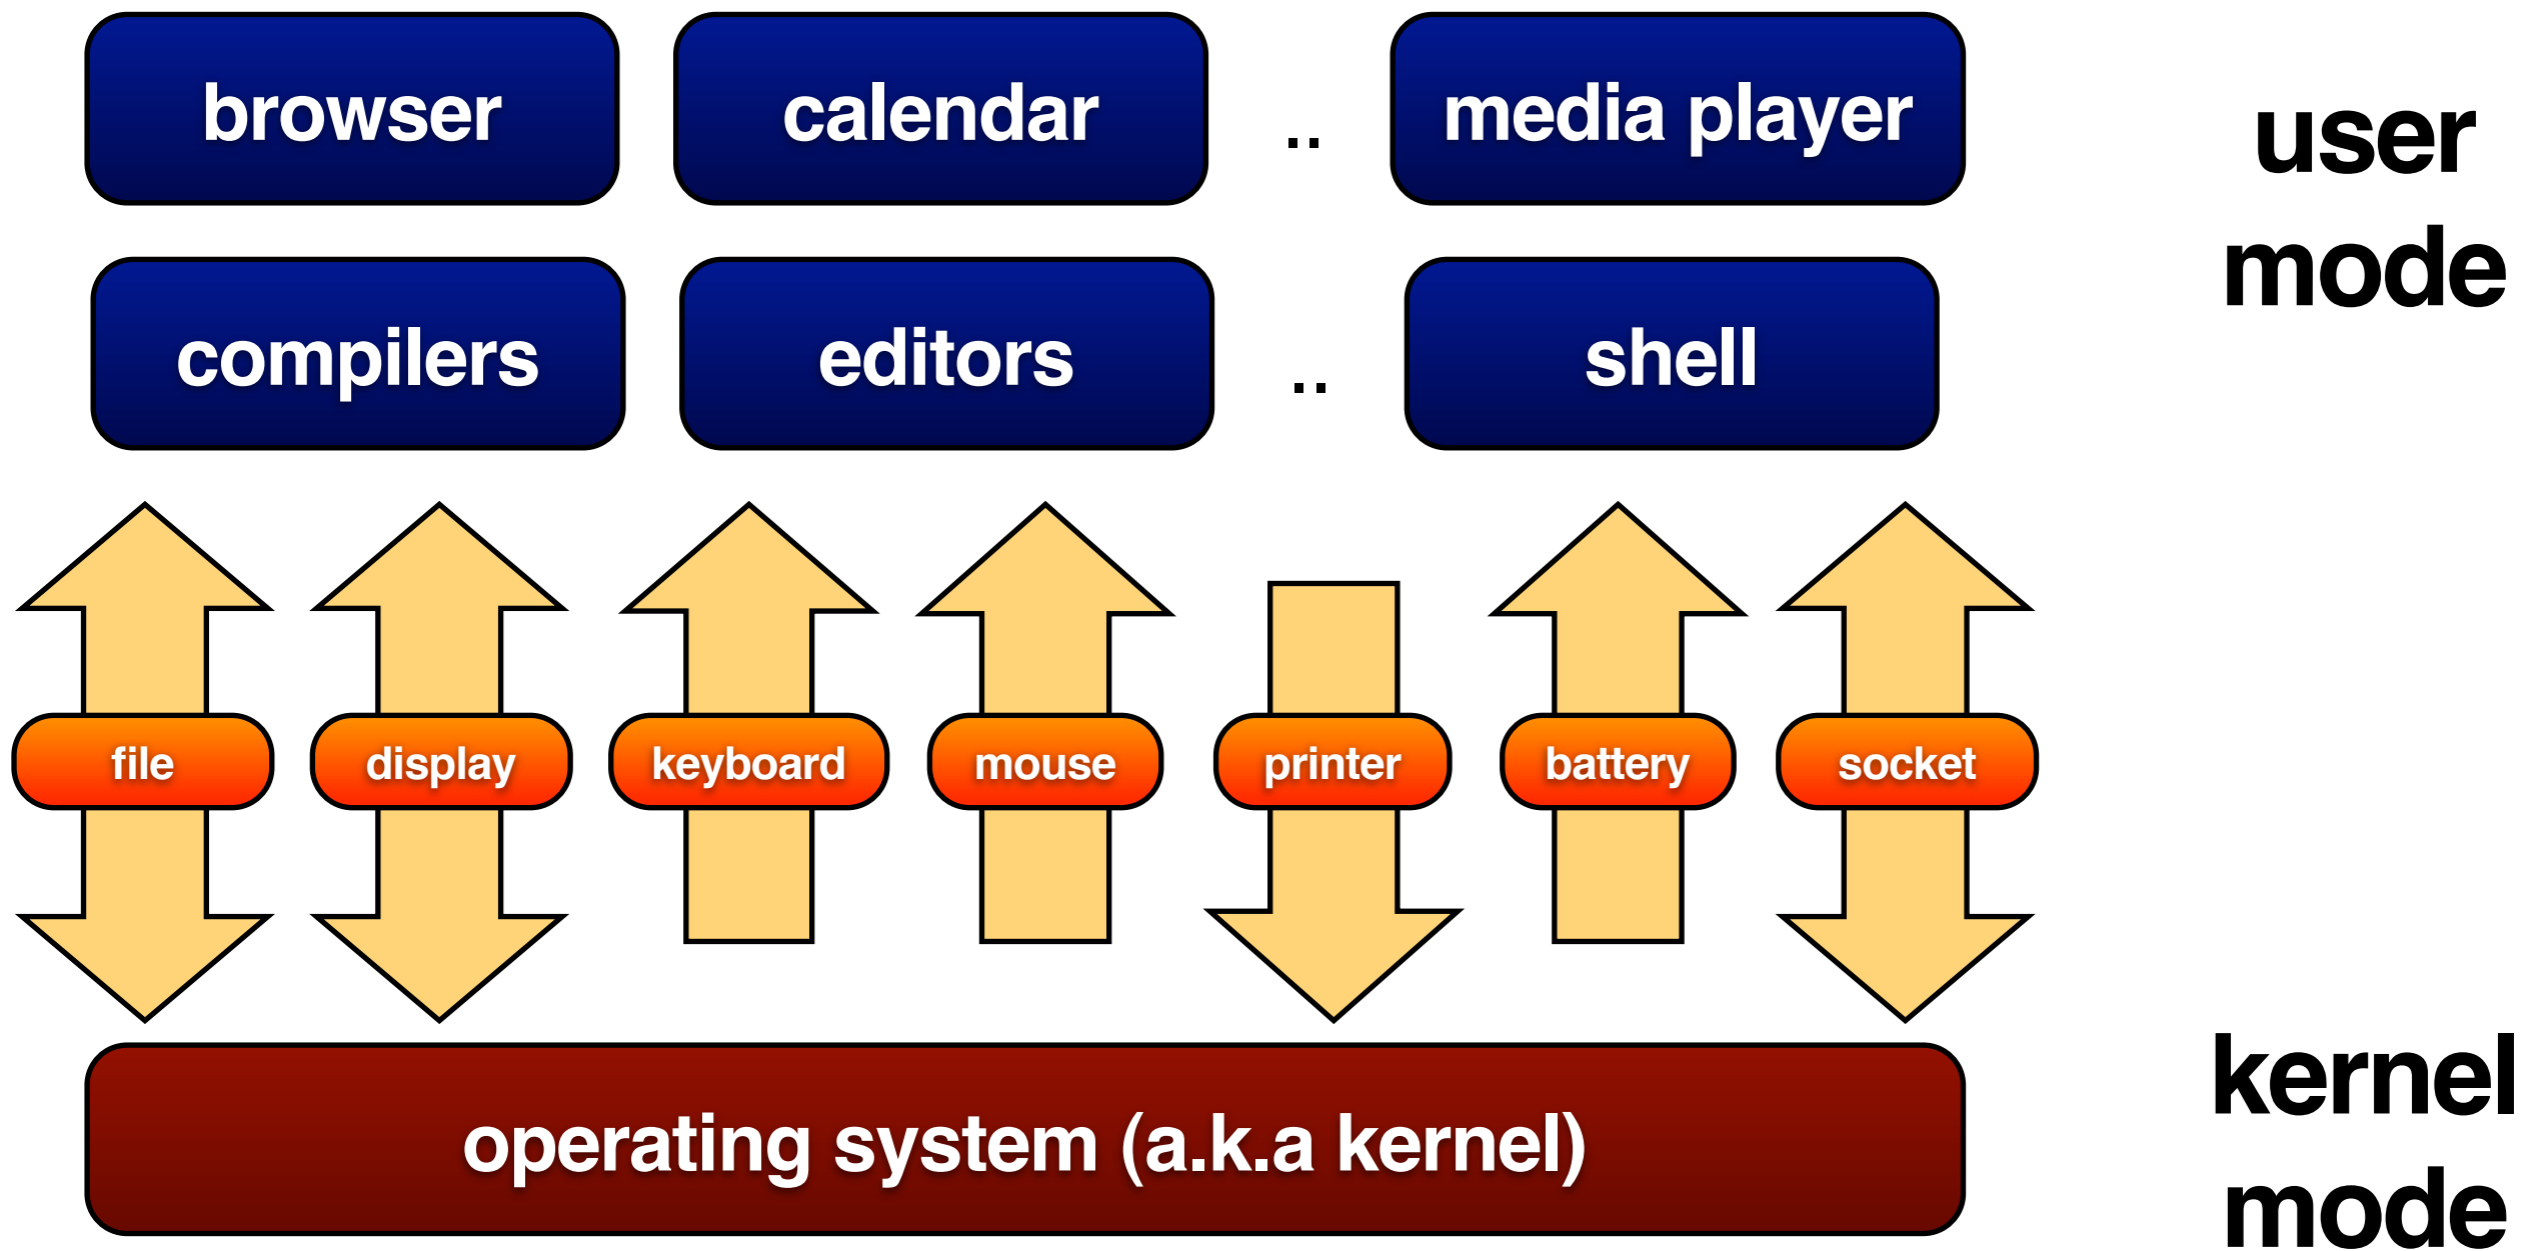 browser
calendar
..
media player
user
mode
compilers
editors
..
shell
file
display
keyboard
mouse
printer
battery
socket
operating system (a.k.a kernel)
kernel
mode